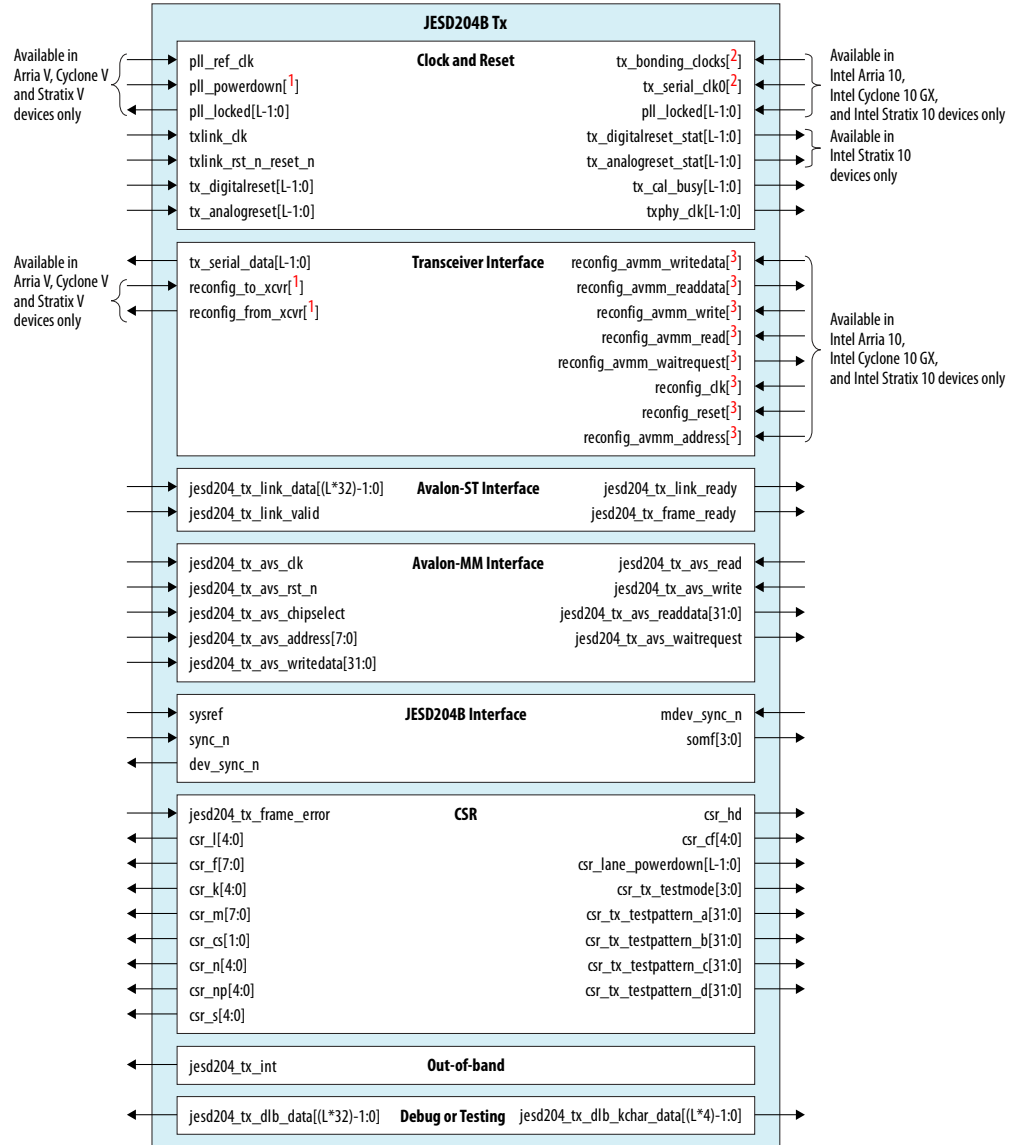 JESD204B Tx
Available in
Arria V, Cyclone V
and Stratix V
devices only
pll_ref_clk
pll_powerdown[1]
pll_locked[L-1:0]
txlink_clk
txlink_rst_n_reset_n
tx_digitalreset[L-1:0]
tx_analogreset[L-1:0]
Clock and Reset
tx_bonding_clocks[2]
tx_serial_clk0[2]
pll_locked[L-1:0]
tx_digitalreset_stat[L-1:0]
tx_analogreset_stat[L-1:0]
tx_cal_busy[L-1:0]
txphy_clk[L-1:0]
Available in
Intel Arria 10,
Intel Cyclone 10 GX,
and Intel Stratix 10 devices only
Available in
Intel Stratix 10
devices only
Available in
Arria V, Cyclone V
and Stratix V
devices only
tx_serial_data[L-1:0]
reconfig_to_xcvr[1]
reconfig_from_xcvr[1]
Transceiver Interface
reconfig_avmm_writedata[3]
reconfig_avmm_readdata[3]
reconfig_avmm_write[3]
reconfig_avmm_read[3]
reconfig_avmm_waitrequest[3]
reconfig_clk[3]
reconfig_reset[3]
reconfig_avmm_address[3]
Available in
Intel Arria 10,
Intel Cyclone 10 GX,
and Intel Stratix 10 devices only
jesd204_tx_link_data[(L*32)-1:0]
jesd204_tx_link_valid
Avalon-ST Interface
jesd204_tx_link_ready
jesd204_tx_frame_ready
jesd204_tx_avs_clk
jesd204_tx_avs_rst_n
jesd204_tx_avs_chipselect
jesd204_tx_avs_address[7:0]
jesd204_tx_avs_writedata[31:0]
Avalon-MM Interface
jesd204_tx_avs_read
jesd204_tx_avs_write
jesd204_tx_avs_readdata[31:0]
jesd204_tx_avs_waitrequest
sysref
sync_n
dev_sync_n
JESD204B Interface
mdev_sync_n
somf[3:0]
jesd204_tx_frame_error
csr_l[4:0]
csr_f[7:0]
csr_k[4:0]
csr_m[7:0]
csr_cs[1:0]
csr_n[4:0]
csr_np[4:0]
csr_s[4:0]
CSR
csr_hd
csr_cf[4:0]
csr_lane_powerdown[L-1:0]
csr_tx_testmode[3:0]
csr_tx_testpattern_a[31:0]
csr_tx_testpattern_b[31:0]
csr_tx_testpattern_c[31:0]
csr_tx_testpattern_d[31:0]
jesd204_tx_int
Out-of-band
jesd204_tx_dlb_data[(L*32)-1:0]
Debug or Testing
jesd204_tx_dlb_kchar_data[(L*4)-1:0]